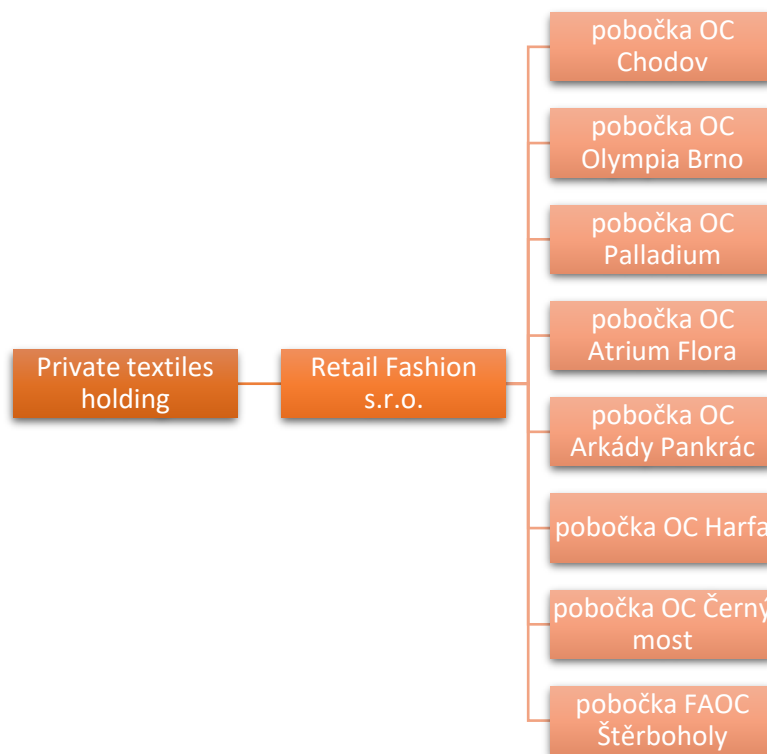 pobočka OC
Chodov
pobočka OC
Olympia Brno
pobočka OC
Palladium
pobočka OC
Atrium Flora
Private textiles
holding
Retail Fashion
s.r.o.
pobočka OC
Arkády Pankrác
pobočka OC Harfa
pobočka OC Černý
most
pobočka FAOC
Štěrboholy